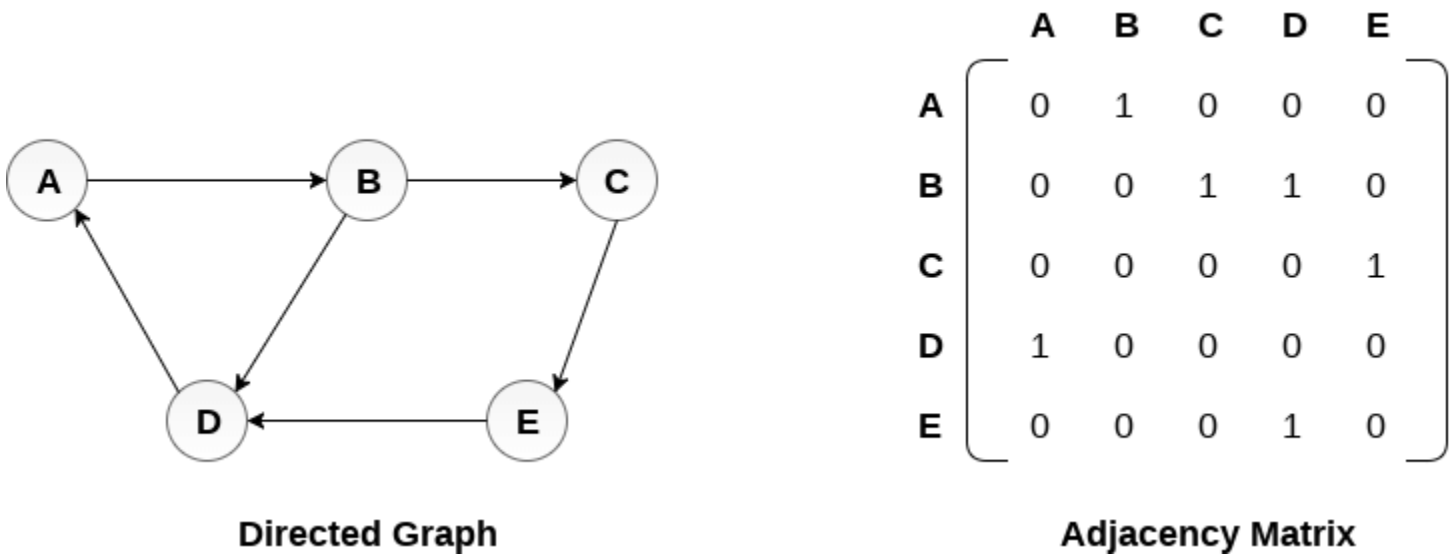 A B C
D E
Directed Graph
A B C D E
A 0 1 0 0 0
B 0 0 1 1 0
C 0 0 0 0 1
D 1 0 0 0 0
E 0 0 0 1 0
Adjacency Matrix